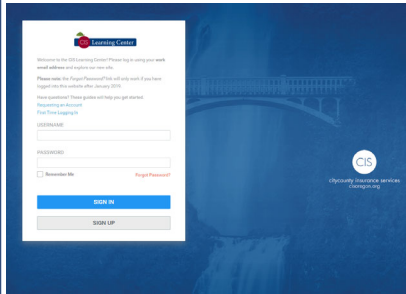 CIS Learning Center
Welcome to the CIS Learning Center! Please log in using your work
email address and explore our new site.
Please note: the Forgot Password? link will only work if you have
logged into this website after January 2019.
Have questions? These guides will help you get started.
Requesting an Account
First Time Logging In
USERNAME
PASSWORD
Remember Me
Forgot Password?
SIGN IN
SIGN UP
CIS
citycounty insurance services
cisoregon.org